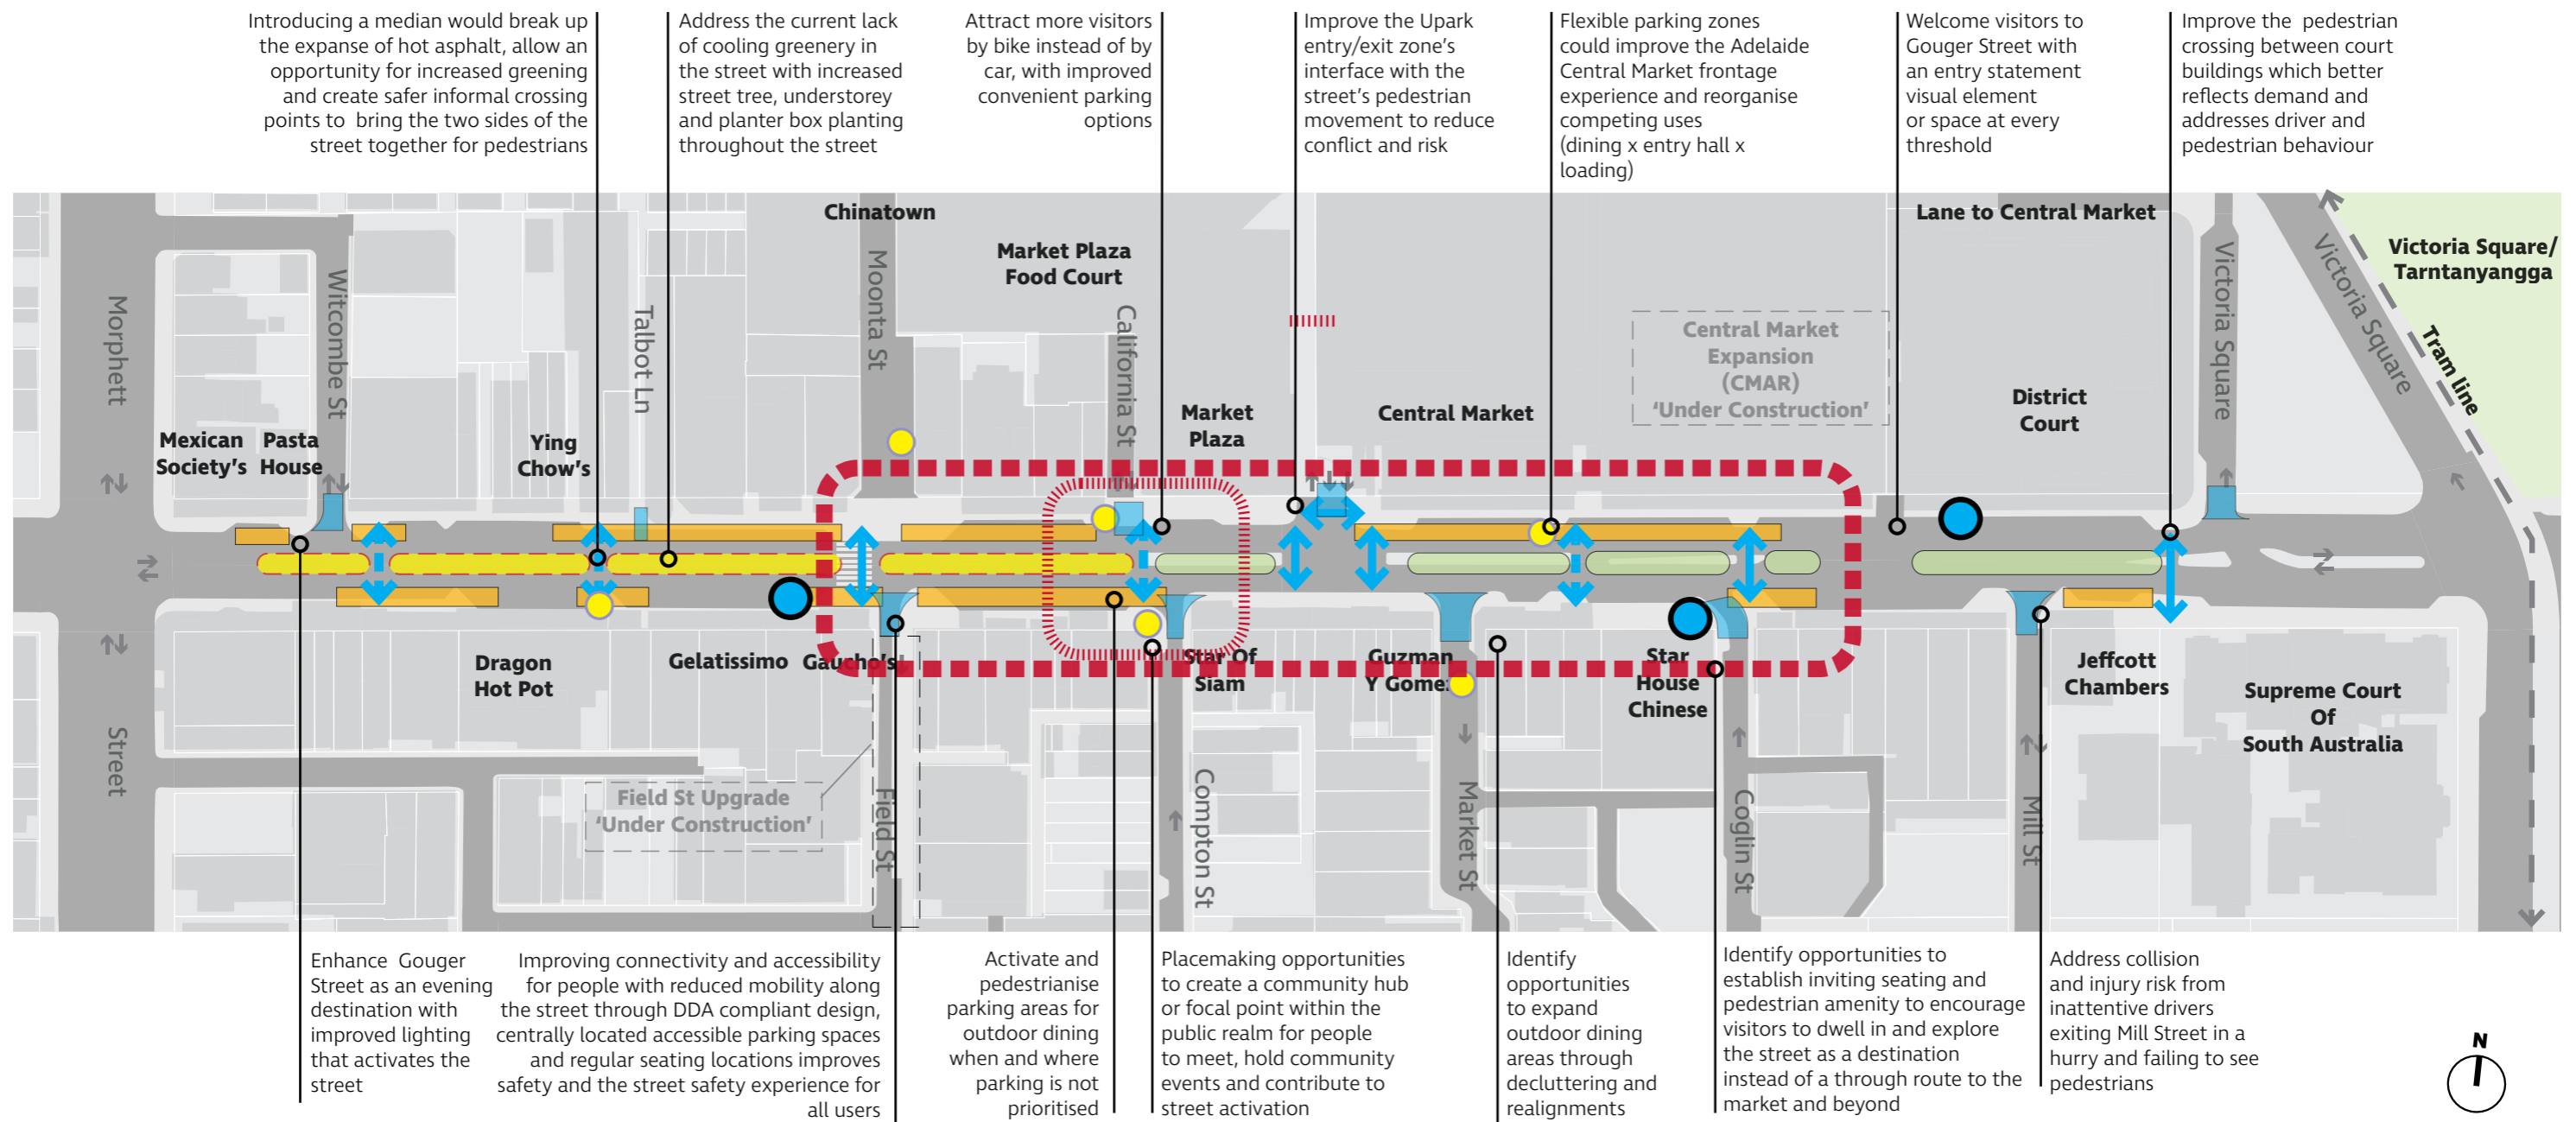 Introducing a median would break up
the expanse of hot asphalt, allow an
opportunity for increased greening
and create safer informal crossing
points to  bring the two sides of the
street together for pedestrians
Address the current lack
of cooling greenery in
the street with increased
street tree, understorey
and planter box planting
throughout the street
Attract more visitors
by bike instead of by
car, with improved
convenient parking
options
Improve the Upark
entry/exit zone's
interface with the
street's pedestrian
movement to reduce
conflict and risk
Flexible parking zones
could improve the Adelaide
Central Market frontage
experience and reorganise
competing uses
(dining x entry hall x
loading)
Welcome visitors to
Gouger Street with
an entry statement
visual element
or space at every
threshold
Improve the  pedestrian
crossing between court
buildings which better
reflects demand and
addresses driver and
pedestrian behaviour
Chinatown
Lane to Central Market
Market Plaza
Food Court
Victoria Square/
Tarntanyangga
Morphett
Witcombe St
Talbot Ln
Moonta St
California St
Victoria Square
Victoria Square
Tram line
Central Market
Expansion
(CMAR)
'Under Construction'
Mexican
Society's
Pasta
House
Ying
Chow's
Market
Plaza
Central Market
District
Court
Dragon
Hot Pot
Gelatissimo
Gaucho's
Star Of
Siam
Guzman
Y Gome
Star
House
Chinese
Jeffcott
Chambers
Supreme Court
Of
South Australia
Street
Field St Upgrade
'Under Construction'
Field St
Compton St
Market St
Coglin St
Mill St
Enhance  Gouger
Street as an evening
destination with
improved lighting
that activates the
street
Improving connectivity and accessibility
for people with reduced mobility along
the street through DDA compliant design,
centrally located accessible parking spaces
and regular seating locations improves
safety and the street safety experience for
all users
Activate and
pedestrianise
parking areas for
outdoor dining
when and where
parking is not
prioritised
Placemaking opportunities
to create a community hub
or focal point within the
public realm for people
to meet, hold community
events and contribute to
street activation
Identify
opportunities
to expand
outdoor dining
areas through
decluttering and
realignments
Identify opportunities to
establish inviting seating and
pedestrian amenity to encourage
visitors to dwell in and explore
the street as a destination
instead of a through route to the
market and beyond
Address collision
and injury risk from
inattentive drivers
exiting Mill Street in a
hurry and failing to see
pedestrians
N